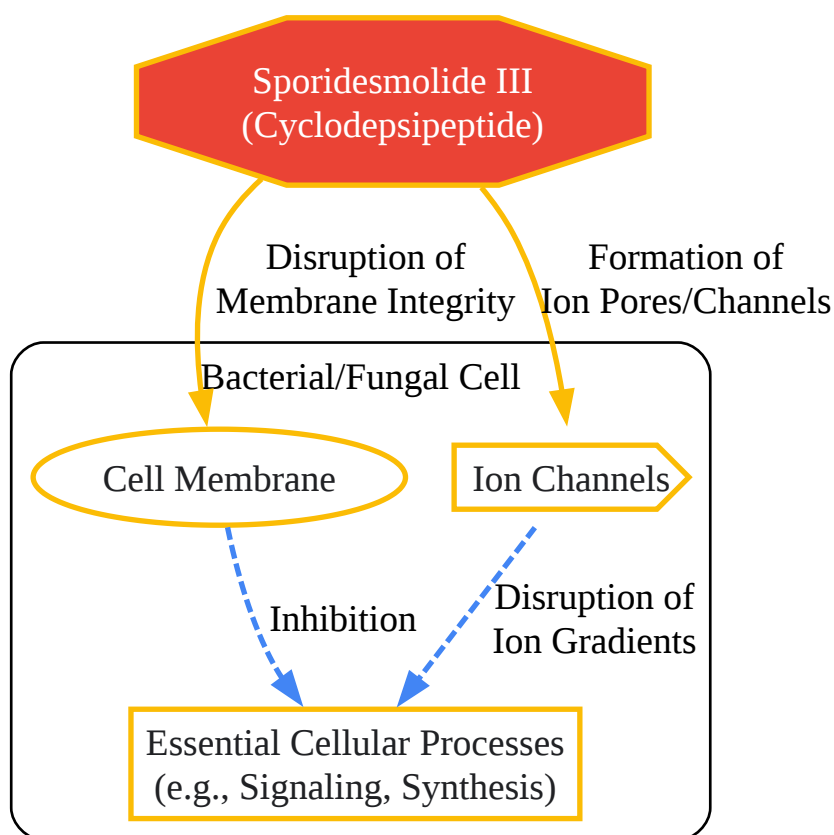 Sporidesmolide III
(Cyclodepsipeptide)
Disruption of
Membrane Integrity
Formation of
Ion Pores/Channels
Bacterial/Fungal Cell
Cell Membrane
Ion Channels
Inhibition
Disruption of
Ion Gradients
Essential Cellular Processes
(e.g., Signaling, Synthesis)